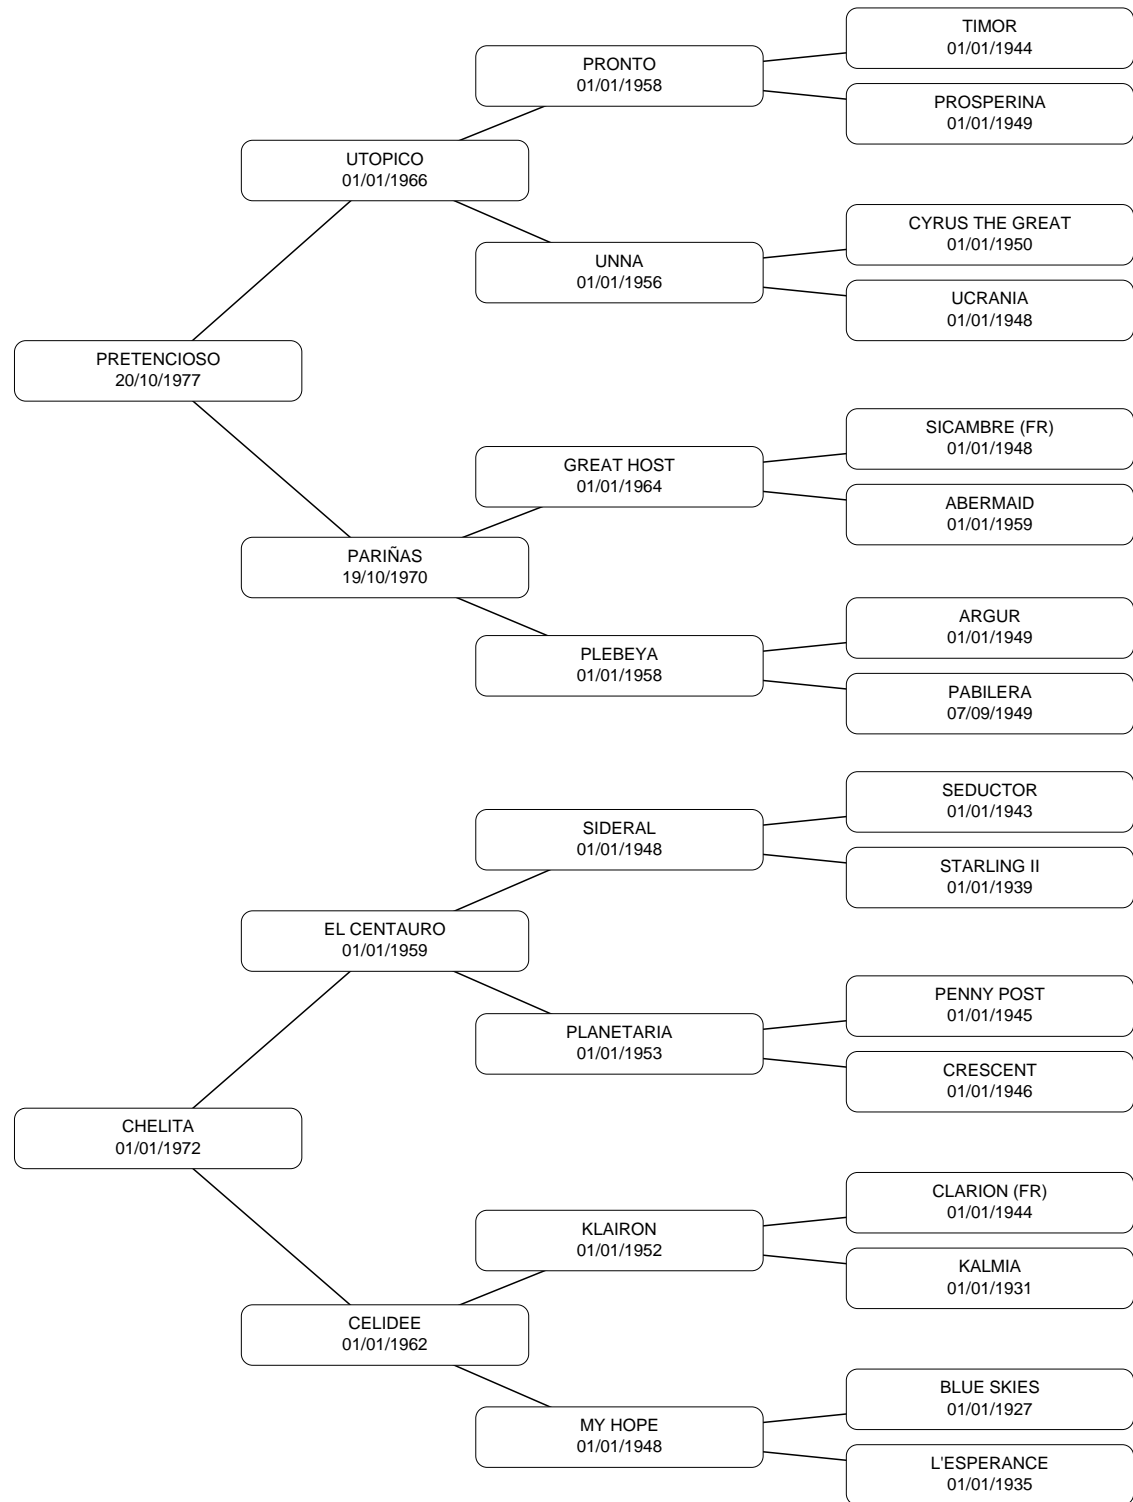 TIMOR
01/01/1944
PRONTO
01/01/1958
PROSPERINA
01/01/1949
UTOPICO
01/01/1966
CYRUS THE GREAT
01/01/1950
UNNA
01/01/1956
UCRANIA
01/01/1948
PRETENCIOSO
20/10/1977
SICAMBRE (FR)
01/01/1948
GREAT HOST
01/01/1964
ABERMAID
01/01/1959
PARIÑAS
19/10/1970
ARGUR
01/01/1949
PLEBEYA
01/01/1958
PABILERA
07/09/1949
SEDUCTOR
01/01/1943
SIDERAL
01/01/1948
STARLING II
01/01/1939
EL CENTAURO
01/01/1959
PENNY POST
01/01/1945
PLANETARIA
01/01/1953
CRESCENT
01/01/1946
CHELITA
01/01/1972
CLARION (FR)
01/01/1944
KLAIRON
01/01/1952
KALMIA
01/01/1931
CELIDEE
01/01/1962
BLUE SKIES
01/01/1927
MY HOPE
01/01/1948
L'ESPERANCE
01/01/1935